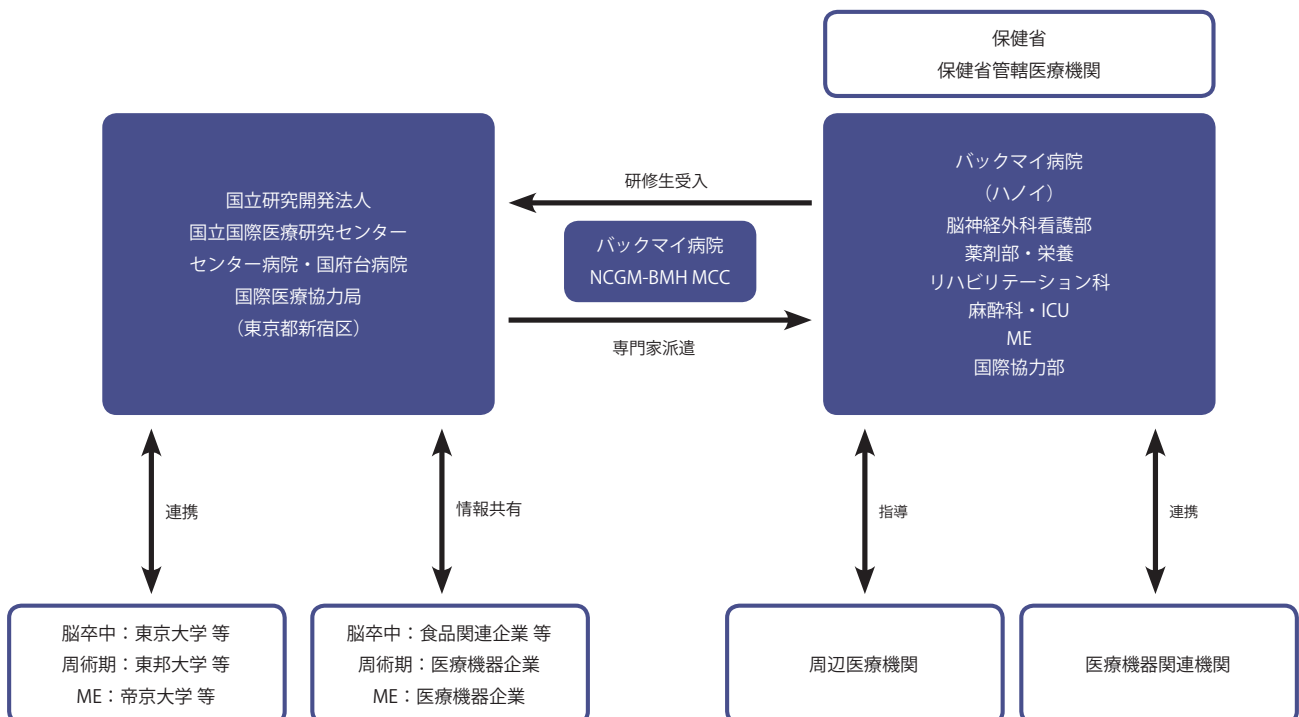 保健省
保健省管轄医療機関
国立研究開発法人
国立国際医療研究センター
センター病院・国府台病院
国際医療協力局
（東京都新宿区）
研修生受入
バックマイ病院
NCGM-BMH MCC
専門家派遣
バックマイ病院
（ハノイ）
脳神経外科看護部
薬剤部・栄養
リハビリテーション科
麻酔科・ICU
ME
国際協力部
連携
情報共有
指導
連携
脳卒中：東京大学 等
周術期：東邦大学 等
ME：帝京大学 等
脳卒中：食品関連企業 等
周術期：医療機器企業
ME：医療機器企業
周辺医療機関
医療機器関連機関